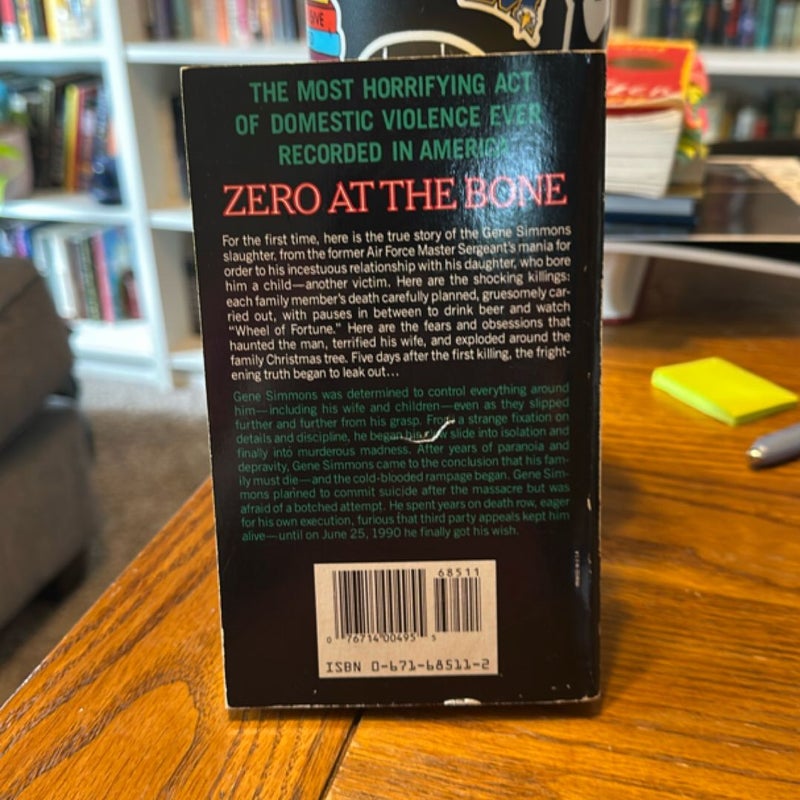 THE MOST HORRIFYING ACT
OF DOMESTIC VIOLENCE EVER
RECORDED IN AMERICA
ZERO AT THE BONE
For the first time, here is the true story of the Gene Simmons
slaughter, from the former Air Force Master Sergeant's mania for
order to his incestuous relationship with his daughter, who bore
him a child—another victim. Here are the shocking killings:
each family member's death carefully planned, gruesomely car-
ried out, with pauses in between to drink beer and watch
"Wheel of Fortune." Here are the fears and obsessions that
haunted the man, terrified his wife, and exploded around the
family Christmas tree. Five days after the first killing, the fright-
ening truth began to leak out...
Gene Simmons was determined to control everything around
him—including his wife and children—even as they slipped
further and further from his grasp. From a strange fixation on
details and discipline, he began his slow slide into isolation and
finally into murderous madness. After years of paranoia and
depravity, Gene Simmons came to the conclusion that his fam-
ily must die—and the cold-blooded rampage began. Gene Sim-
mons planned to commit suicide after the massacre but was
afraid of a botched attempt. He spent years on death row, eager
for his own execution, furious that third party appeals kept him
alive—until on June 25, 1990 he finally got his wish.
68511
0 76714 00495 5
ISBN 0-671-68511-2